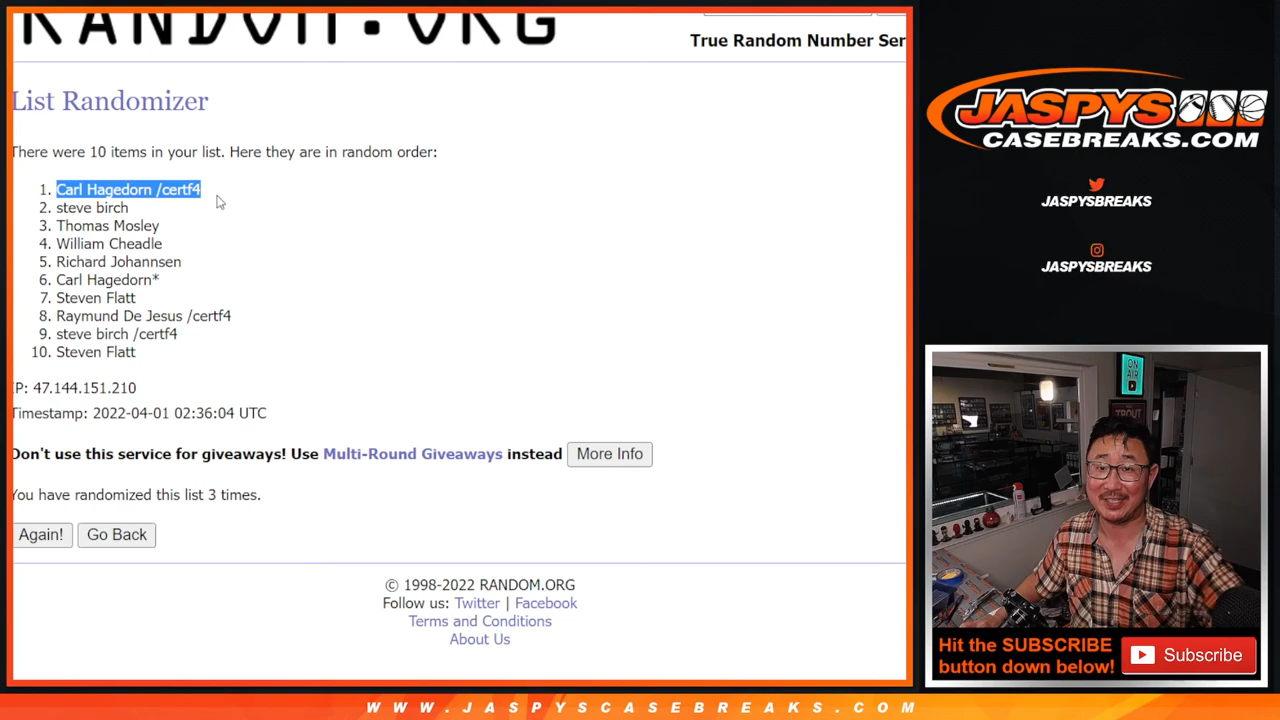 RANDOM.ORG
True Random Number Ser
List Randomizer
There were 10 items in your list. Here they are in random order:
1. Carl Hagedorn /certf4
2. steve birch
3. Thomas Mosley
4. William Cheadle
5. Richard Johannsen
6. Carl Hagedorn*
7. Steven Flatt
8. Raymund De Jesus /certf4
9. steve birch /certf4
10. Steven Flatt
IP: 47.144.151.210
Timestamp: 2022-04-01 02:36:04 UTC
Don't use this service for giveaways! Use Multi-Round Giveaways instead More Info
You have randomized this list 3 times.
Again! Go Back
© 1998-2022 RANDOM.ORG
Follow us: Twitter | Facebook
Terms and Conditions
About Us
JASPYS
CASEBREAKS.COM
JASPYSBREAKS
JASPYSBREAKS
ON
AIR
TROUT
Hit the SUBSCRIBE
button down below!
Subscribe
WWW.JASPYSCASEBREAKS.COM